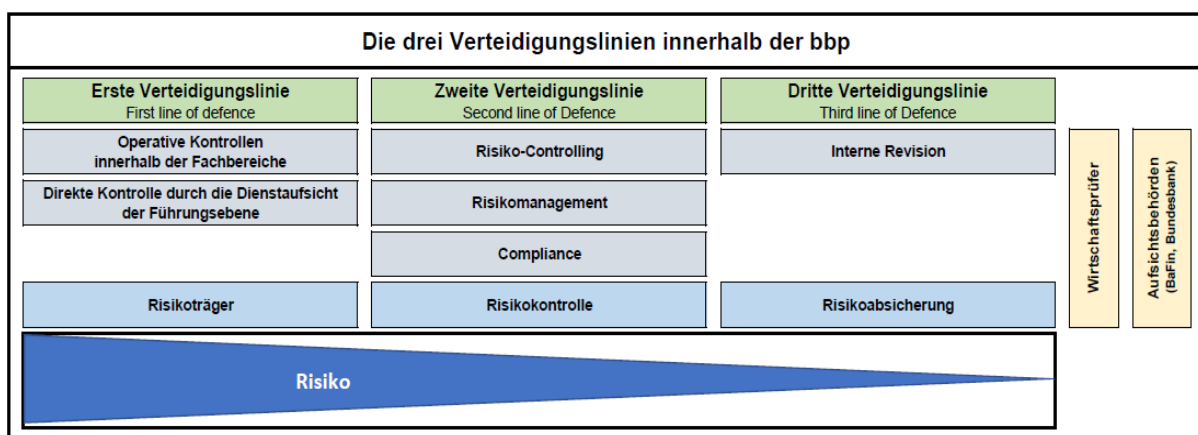 Die drei Verteidigungslinien innerhalb der bbp
Erste Verteidigungslinie
First line of defence
Operative Kontrollen
innerhalb der Fachbereiche
Direkte Kontrolle durch die Dienstaufsicht
der Führungsebene
Risikoträger
Zweite Verteidigungslinie
Second line of Defence
Risiko-Controlling
Risikomanagement
Compliance
Risikokontrolle
Dritte Verteidigungslinie
Third line of Defence
Interne Revision
Risikoabsicherung
Wirtschaftsprüfer
Aufsichtsbehörden
(BaFin, Bundesbank)
Risiko